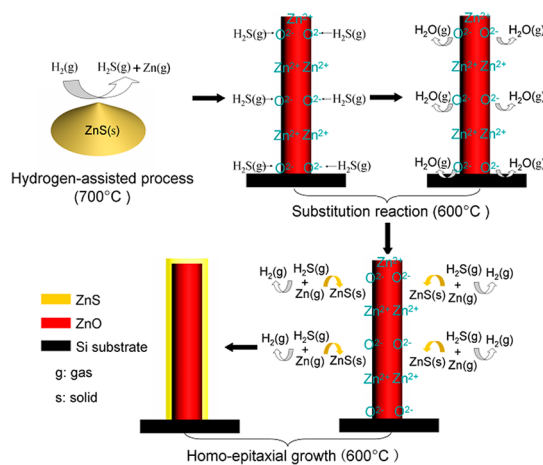 H₂(g) H₂S(g) + Zn(g)
ZnS(s)
Hydrogen-assisted process
(700°C )
Zn²⁺
H₂S(g) O²⁻ O²⁻ H₂S(g)
Zn²⁺ Zn²⁺
H₂S(g) O²⁻ O²⁻ H₂S(g)
Zn²⁺ Zn²⁺
H₂S(g) O²⁻ O²⁻ H₂S(g)
Zn²⁺
H₂O(g) O²⁻ O²⁻ H₂O(g)
Zn²⁺ Zn²⁺
H₂O(g) O²⁻ O²⁻ H₂O(g)
Zn²⁺ Zn²⁺
H₂O(g) O²⁻ O²⁻ H₂O(g)
Substitution reaction (600°C )
ZnS
ZnO
Si substrate
g: gas
s: solid
Zn²⁺
O²⁻ O²⁻
H₂(g) H₂S(g)
+
Zn(g) ZnS(s)
H₂S(g) H₂(g)
+
ZnS(s) Zn(g)
Zn²⁺ Zn²⁺
O²⁻ O²⁻
H₂(g) H₂S(g)
+
Zn(g) ZnS(s)
H₂S(g) H₂(g)
+
ZnS(s) Zn(g)
Zn²⁺ Zn²⁺
O²⁻ O²⁻
Homo-epitaxial growth (600°C )